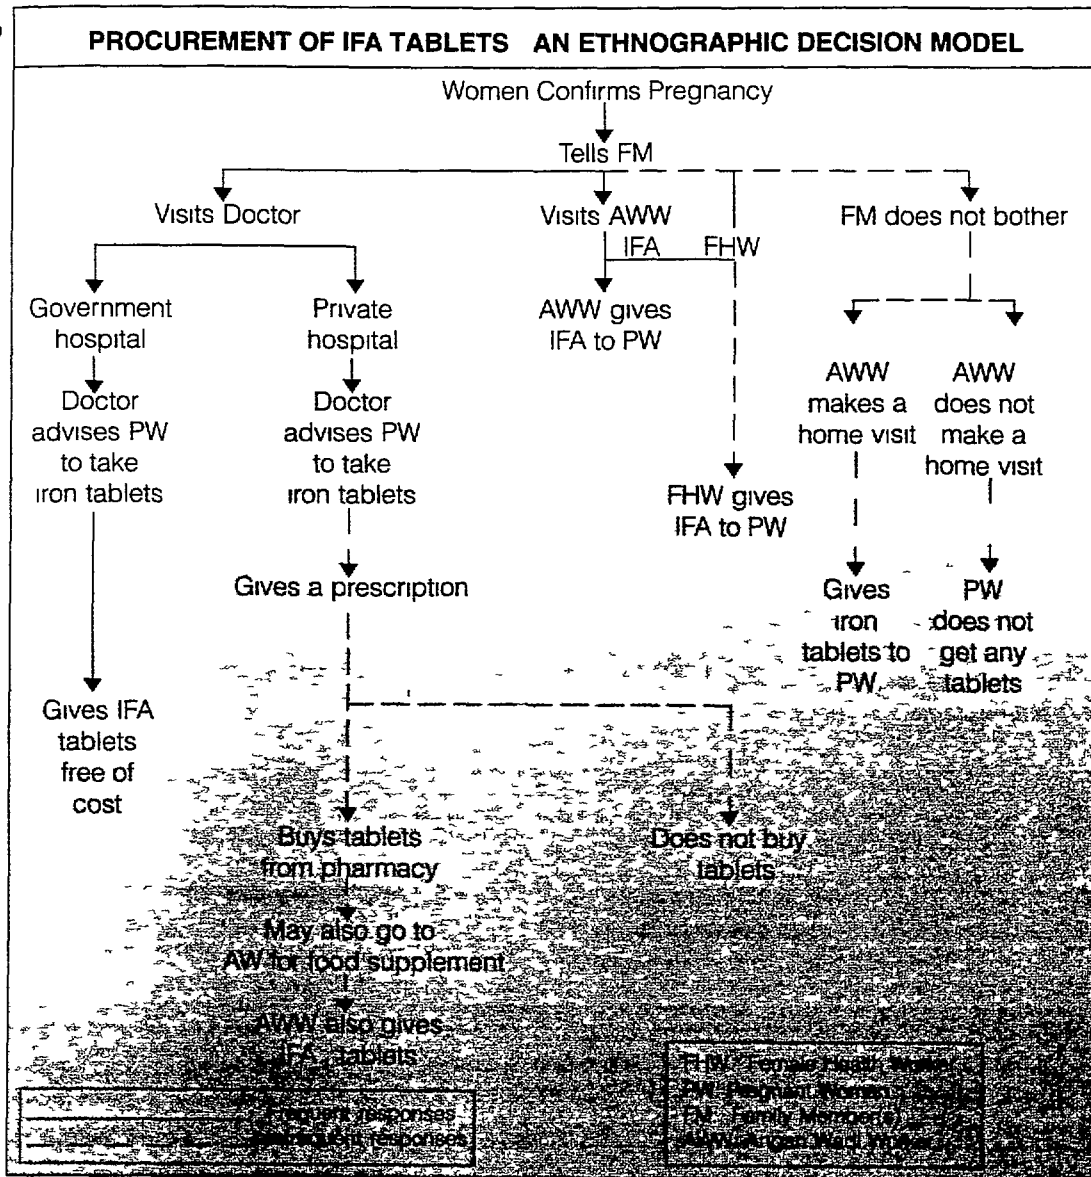 PROCUREMENT OF IFA TABLETS AN ETHNOGRAPHIC DECISION MODEL
Women Confirms Pregnancy
Tells FM
Visits Doctor
Visits AWW
FM does not bother
IFA
FHW
Government
hospital
Private
hospital
AWW gives
IFA to PW
AWW
makes a
home visit
AWW
does not
make a
home visit
Doctor
advises PW
to take
iron tablets
Doctor
advises PW
to take
iron tablets
FHW gives
IFA to PW
Gives a prescription
Gives
iron
tablets to
PW
PW
does not
get any
tablets
Gives IFA
tablets
free of
cost
Buys tablets
from pharmacy
Does not buy
tablets
May also go to
AW for food supplement
AWW also gives
IFA tablets
Frequent responses
responses
FHW Female Health Worker
PW Pregnant Women
FM Family Member(s)
AWW Angan Wadi Worker